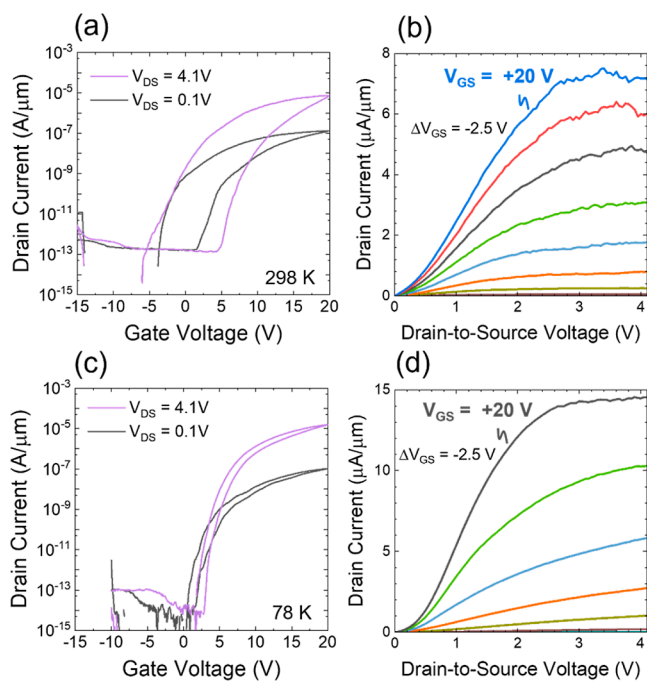 (a)
V_DS = 4.1V
V_DS = 0.1V
Drain Current (A/μm)
10⁻³
10⁻⁵
10⁻⁷
10⁻⁹
10⁻¹¹
10⁻¹³
10⁻¹⁵
298 K
-15 -10 -5 0 5 10 15 20
Gate Voltage (V)
(b)
V_GS = +20 V
ΔV_GS = -2.5 V
Drain Current (μA/μm)
8
6
4
2
0
0 1 2 3 4
Drain-to-Source Voltage (V)
(c)
V_DS = 4.1V
V_DS = 0.1V
Drain Current (A/μm)
10⁻³
10⁻⁵
10⁻⁷
10⁻⁹
10⁻¹¹
10⁻¹³
10⁻¹⁵
78 K
-15 -10 -5 0 5 10 15 20
Gate Voltage (V)
(d)
V_GS = +20 V
ΔV_GS = -2.5 V
Drain Current (μA/μm)
15
10
5
0
0 1 2 3 4
Drain-to-Source Voltage (V)